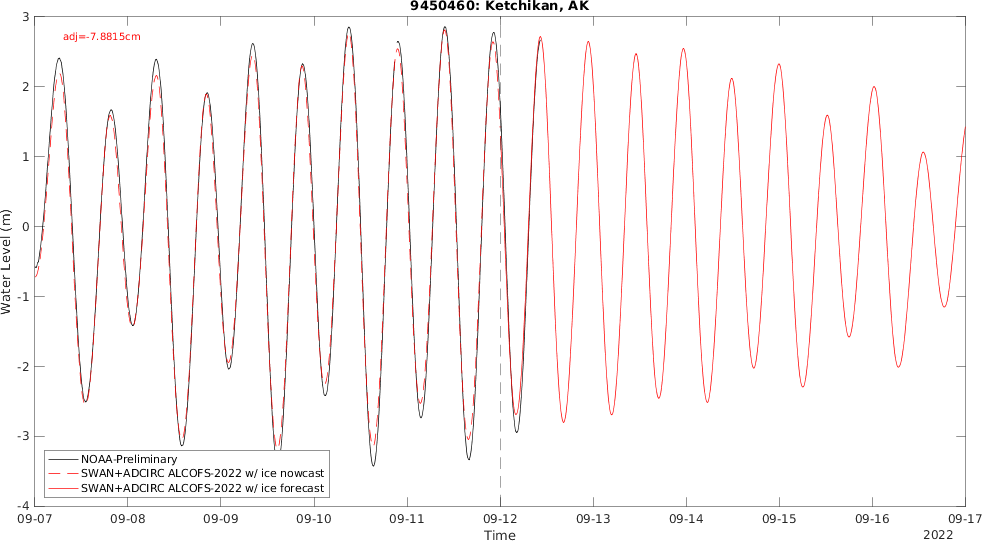 9450460: Ketchikan, AK
adj=-7.8815cm
3
2
1
0
-1
-2
-3
-4
Water Level (m)
NOAA-Preliminary
SWAN+ADCIRC ALCOFS-2022 w/ ice nowcast
SWAN+ADCIRC ALCOFS-2022 w/ ice forecast
09-07 09-08 09-09 09-10 09-11 09-12 09-13 09-14 09-15 09-16 09-17
Time
2022